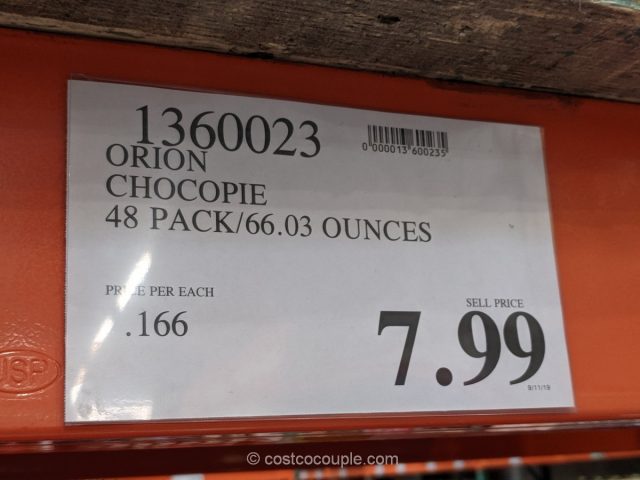 1360023
0 000013 600235
ORION
CHOCOPIE
48 PACK/66.03 OUNCES
PRICE PER EACH
.166
SELL PRICE
7.99
9/11/19
USP
© costcocouple.com